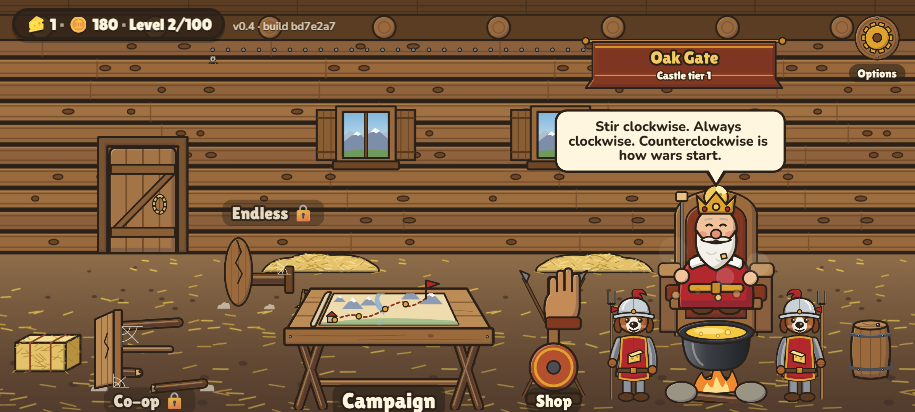 1 · 180 · Level 2/100
v0.4 · build bd7e2a7
Oak Gate
Castle tier 1
Options
Stir clockwise. Always
clockwise. Counterclockwise is
how wars start.
Endless
Co-op
Campaign
Shop